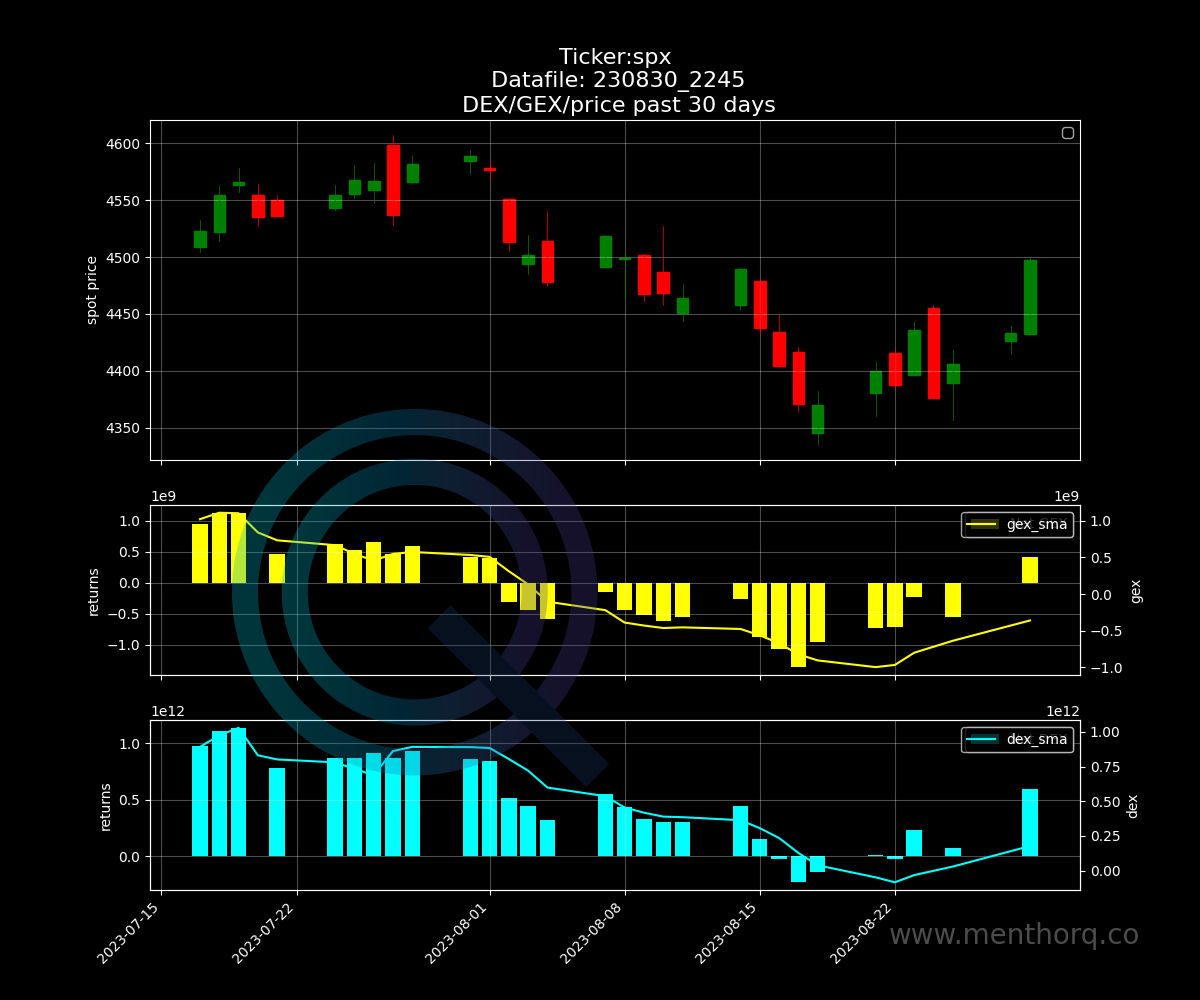 Ticker:spx
Datafile: 230830_2245
DEX/GEX/price past 30 days
4600
4550
4500
4450
4400
4350
spot price
1e9
1e9
1.0
0.5
0.0
−0.5
−1.0
returns
gex_sma
1.0
0.5
0.0
−0.5
−1.0
gex
1e12
1e12
1.0
0.5
0.0
returns
dex_sma
1.00
0.75
0.50
0.25
0.00
dex
2023-07-15
2023-07-22
2023-08-01
2023-08-08
2023-08-15
2023-08-22
www.menthorq.co